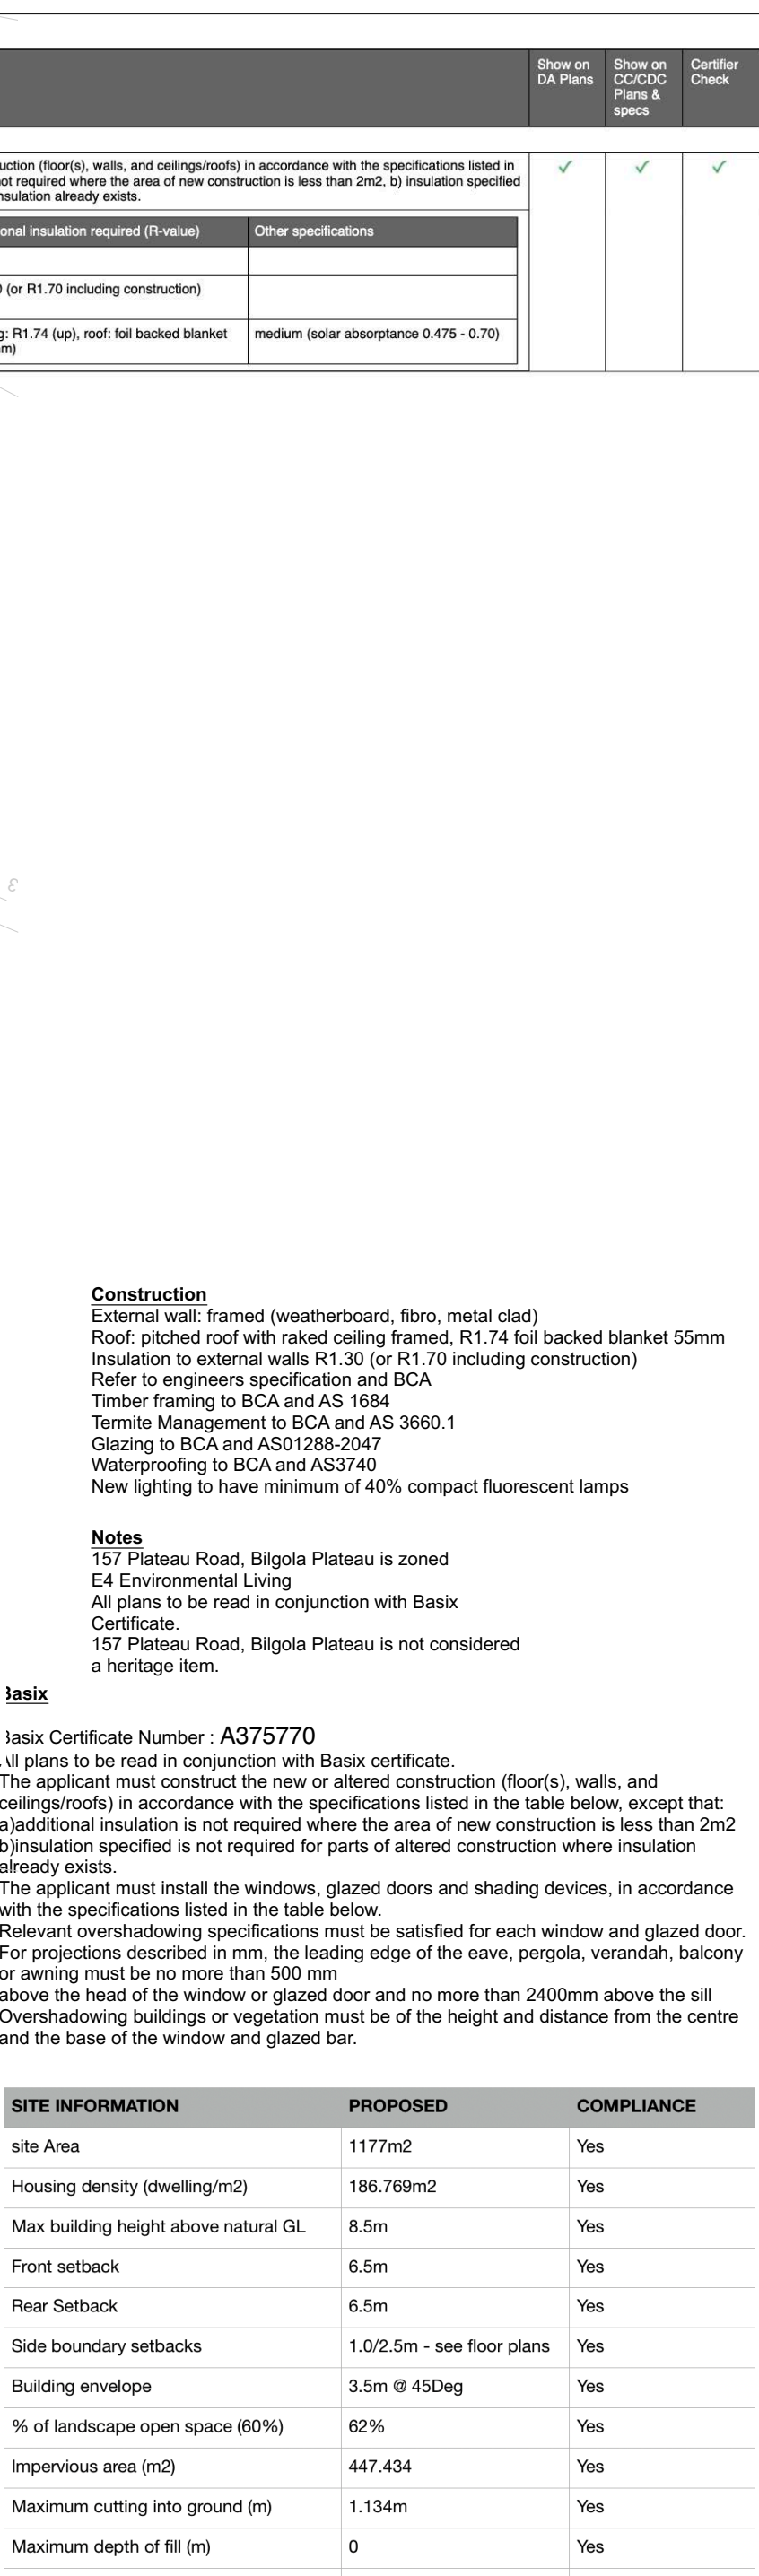 Show on DA Plans
Show on CC/CDC Plans & specs
Certifier Check
uction (floor(s), walls, and ceilings/roofs) in accordance with the specifications listed in
ot required where the area of new construction is less than 2m2, b) insulation specified
nsulation already exists.
onal insulation required (R-value)
Other specifications
(or R1.70 including construction)
g: R1.74 (up), roof: foil backed blanket
m)
medium (solar absorptance 0.475 - 0.70)
Construction
External wall: framed (weatherboard, fibro, metal clad)
Roof: pitched roof with raked ceiling framed, R1.74 foil backed blanket 55mm
Insulation to external walls R1.30 (or R1.70 including construction)
Refer to engineers specification and BCA
Timber framing to BCA and AS 1684
Termite Management to BCA and AS 3660.1
Glazing to BCA and AS01288-2047
Waterproofing to BCA and AS3740
New lighting to have minimum of 40% compact fluorescent lamps
Notes
157 Plateau Road, Bilgola Plateau is zoned
E4 Environmental Living
All plans to be read in conjunction with Basix
Certificate.
157 Plateau Road, Bilgola Plateau is not considered
a heritage item.
Basix
Basix Certificate Number : A375770
All plans to be read in conjunction with Basix certificate.
The applicant must construct the new or altered construction (floor(s), walls, and
ceilings/roofs) in accordance with the specifications listed in the table below, except that:
a)additional insulation is not required where the area of new construction is less than 2m2
b)insulation specified is not required for parts of altered construction where insulation
already exists.
The applicant must install the windows, glazed doors and shading devices, in accordance
with the specifications listed in the table below.
Relevant overshadowing specifications must be satisfied for each window and glazed door.
For projections described in mm, the leading edge of the eave, pergola, verandah, balcony
or awning must be no more than 500 mm
above the head of the window or glazed door and no more than 2400mm above the sill
Overshadowing buildings or vegetation must be of the height and distance from the centre
and the base of the window and glazed bar.
SITE INFORMATION PROPOSED COMPLIANCE
site Area 1177m2 Yes
Housing density (dwelling/m2) 186.769m2 Yes
Max building height above natural GL 8.5m Yes
Front setback 6.5m Yes
Rear Setback 6.5m Yes
Side boundary setbacks 1.0/2.5m - see floor plans Yes
Building envelope 3.5m @ 45Deg Yes
% of landscape open space (60%) 62% Yes
Impervious area (m2) 447.434 Yes
Maximum cutting into ground (m) 1.134m Yes
Maximum depth of fill (m) 0 Yes